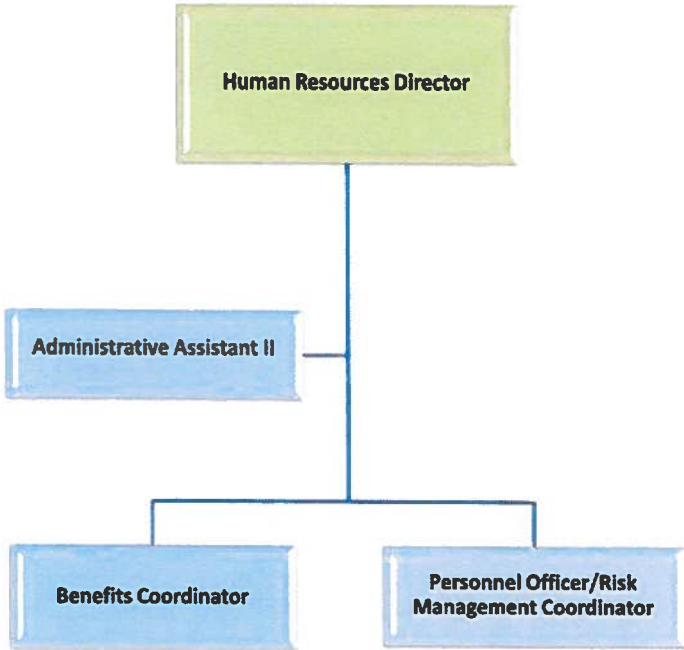 Human Resources Director
Administrative Assistant II
Benefits Coordinator
Personnel Officer/Risk
Management Coordinator